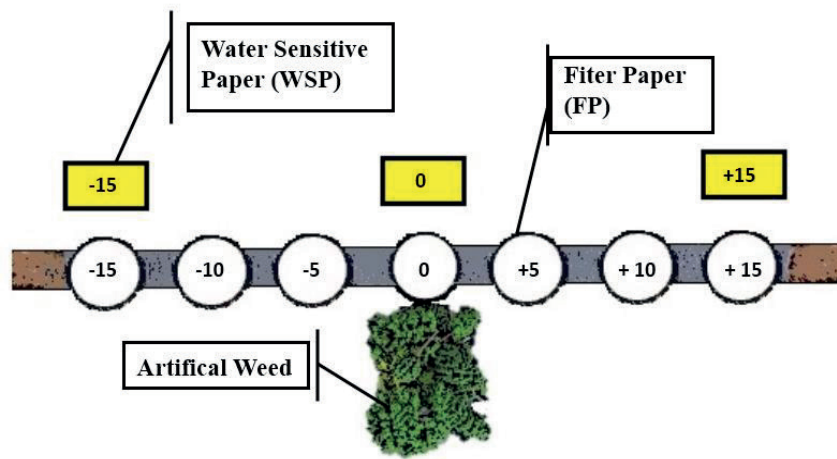 Water Sensitive
Paper (WSP)
Fiter Paper
(FP)
-15
0
+15
-15
-10
-5
0
+5
+ 10
+ 15
Artifical Weed